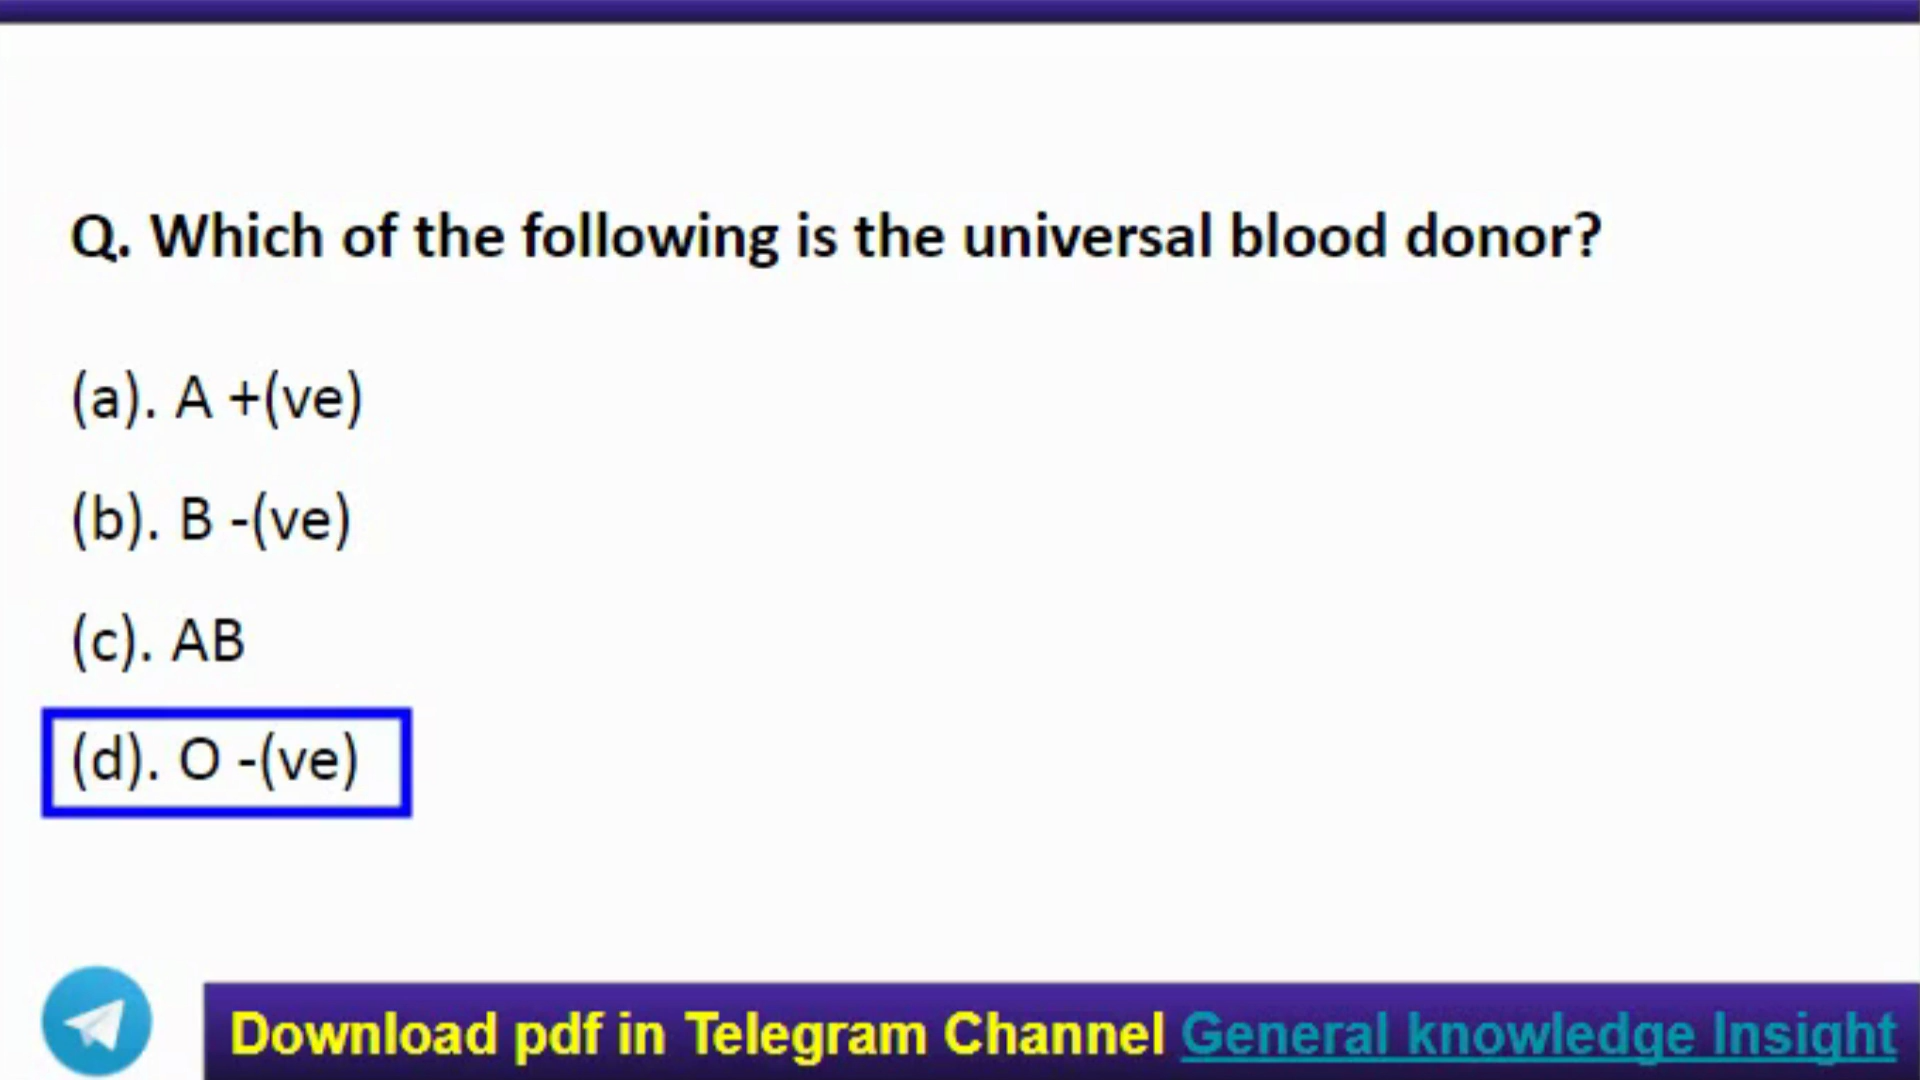 Q. Which of the following is the universal blood donor?
(a). A +(ve)
(b). B -(ve)
(c). AB
(d). O -(ve)
Download pdf in Telegram Channel General knowledge Insight